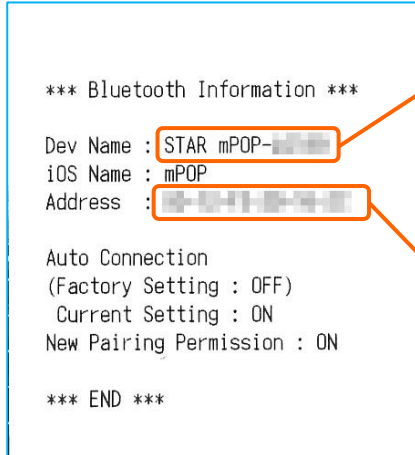 *** Bluetooth Information ***
Dev Name : STAR mPOP-
iOS Name : mPOP
Address :
Auto Connection
(Factory Setting : OFF)
Current Setting : ON
New Pairing Permission : ON
*** END ***